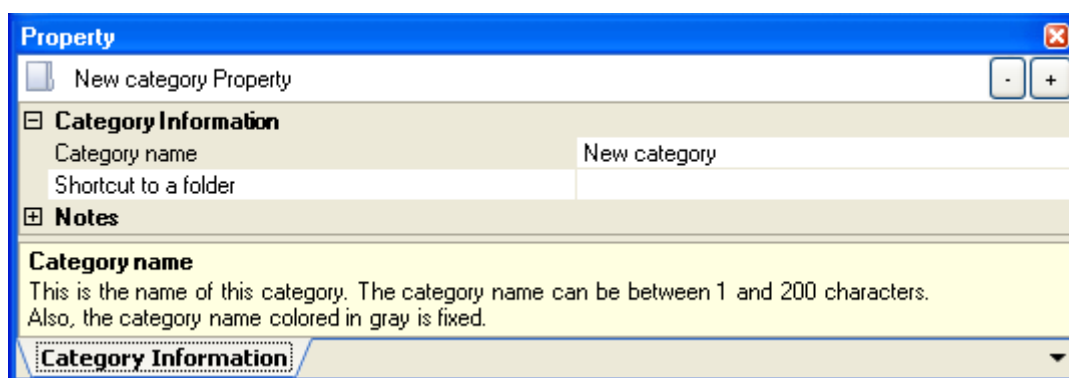 Property
New category Property
- +
Category Information
Category name New category
Shortcut to a folder
Notes
Category name
This is the name of this category. The category name can be between 1 and 200 characters.
Also, the category name colored in gray is fixed.
Category Information